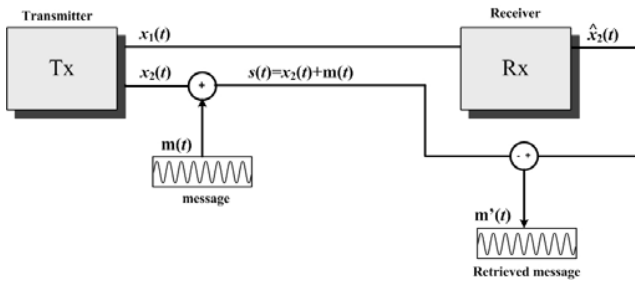 Transmitter
Receiver
x₁(t)
x̂₂(t)
Tx
Rx
x₂(t)
s(t)=x₂(t)+m(t)
+
m(t)
message
- +
m'(t)
Retrieved message